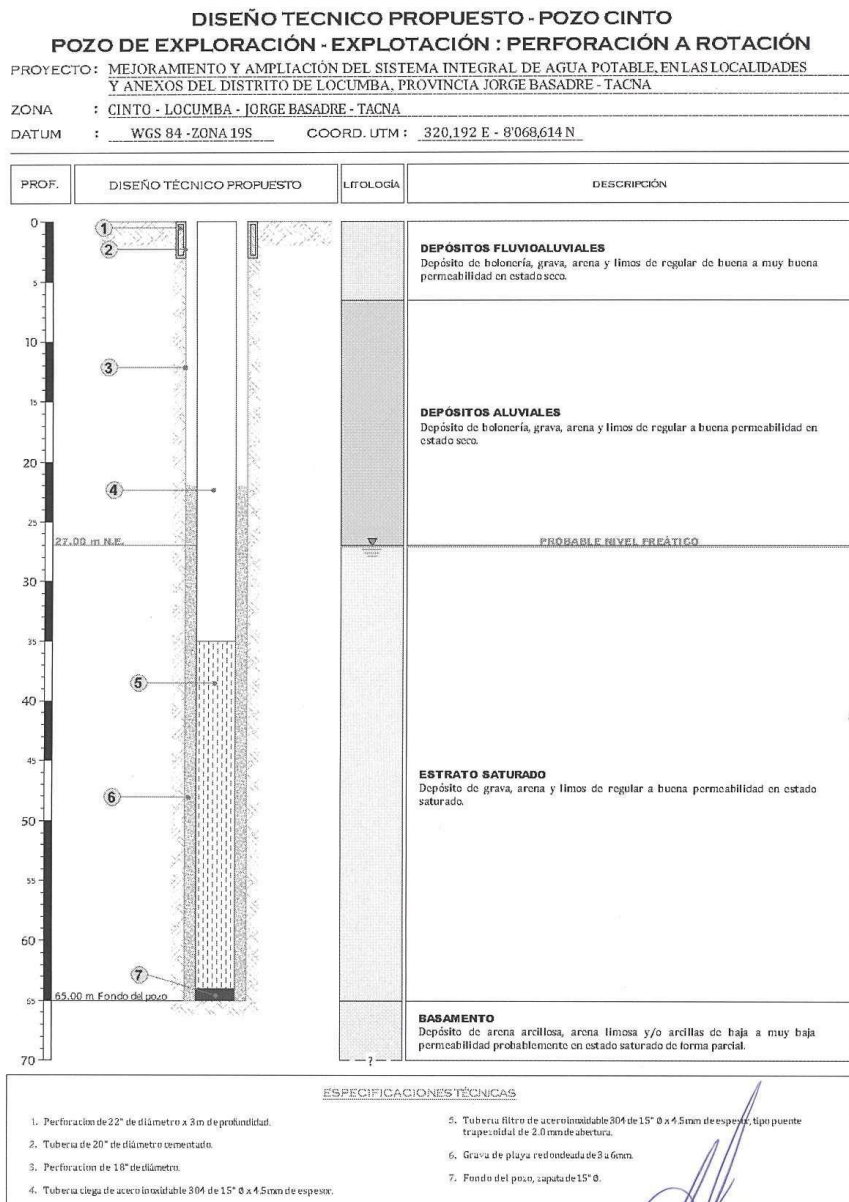 DISEÑO TECNICO PROPUESTO - POZO CINTO
POZO DE EXPLORACIÓN - EXPLOTACIÓN : PERFORACIÓN A ROTACIÓN
PROYECTO : MEJORAMIENTO Y AMPLIACIÓN DEL SISTEMA INTEGRAL DE AGUA POTABLE, EN LAS LOCALIDADES
Y ANEXOS DEL DISTRITO DE LOCUMBA, PROVINCIA JORGE BASADRE - TACNA
ZONA : CINTO - LOCUMBA - JORGE BASADRE - TACNA
DATUM : WGS 84 -ZONA 19S COORD. UTM : 320,192 E - 8'068,614 N
PROF. DISEÑO TÉCNICO PROPUESTO LITOLOGÍA DESCRIPCIÓN
0
1
2
DEPÓSITOS FLUVIOALUVIALES
Depósito de bolonería, grava, arena y limos de regular de buena a muy buena
permeabilidad en estado seco.
5
10
3
15
DEPÓSITOS ALUVIALES
Depósito de bolonería, grava, arena y limos de regular a buena permeabilidad en
estado seco.
20
4
25
27.00 m N.E. PROBABLE NIVEL FREÁTICO
30
35
5
40
45
ESTRATO SATURADO
Depósito de grava, arena y limos de regular a buena permeabilidad en estado
saturado.
6
50
55
60
7
65 65.00 m Fondo del pozo
BASAMENTO
Depósito de arena arcillosa, arena limosa y/o arcillas de baja a muy baja
permeabilidad probablemente en estado saturado de forma parcial.
70 ?
ESPECIFICACIONES TÉCNICAS
1. Perforacion de 22" de diámetro x 3 m de profundidad.
2. Tuberia de 20" de diámetro cementado.
3. Perforacion de 18" de diámetro.
4. Tuberia ciega de acero inoxidable 304 de 15" Ø x 4.5mm de espesor.
5. Tuberia filtro de acero inoxidable 304 de 15" Ø x 4.5mm de espesor, tipo puente
trapezoidal de 2.0 mm de abertura.
6. Grava de playa redondeada de 3 a 6mm.
7. Fondo del pozo, zapata de 15" Ø.